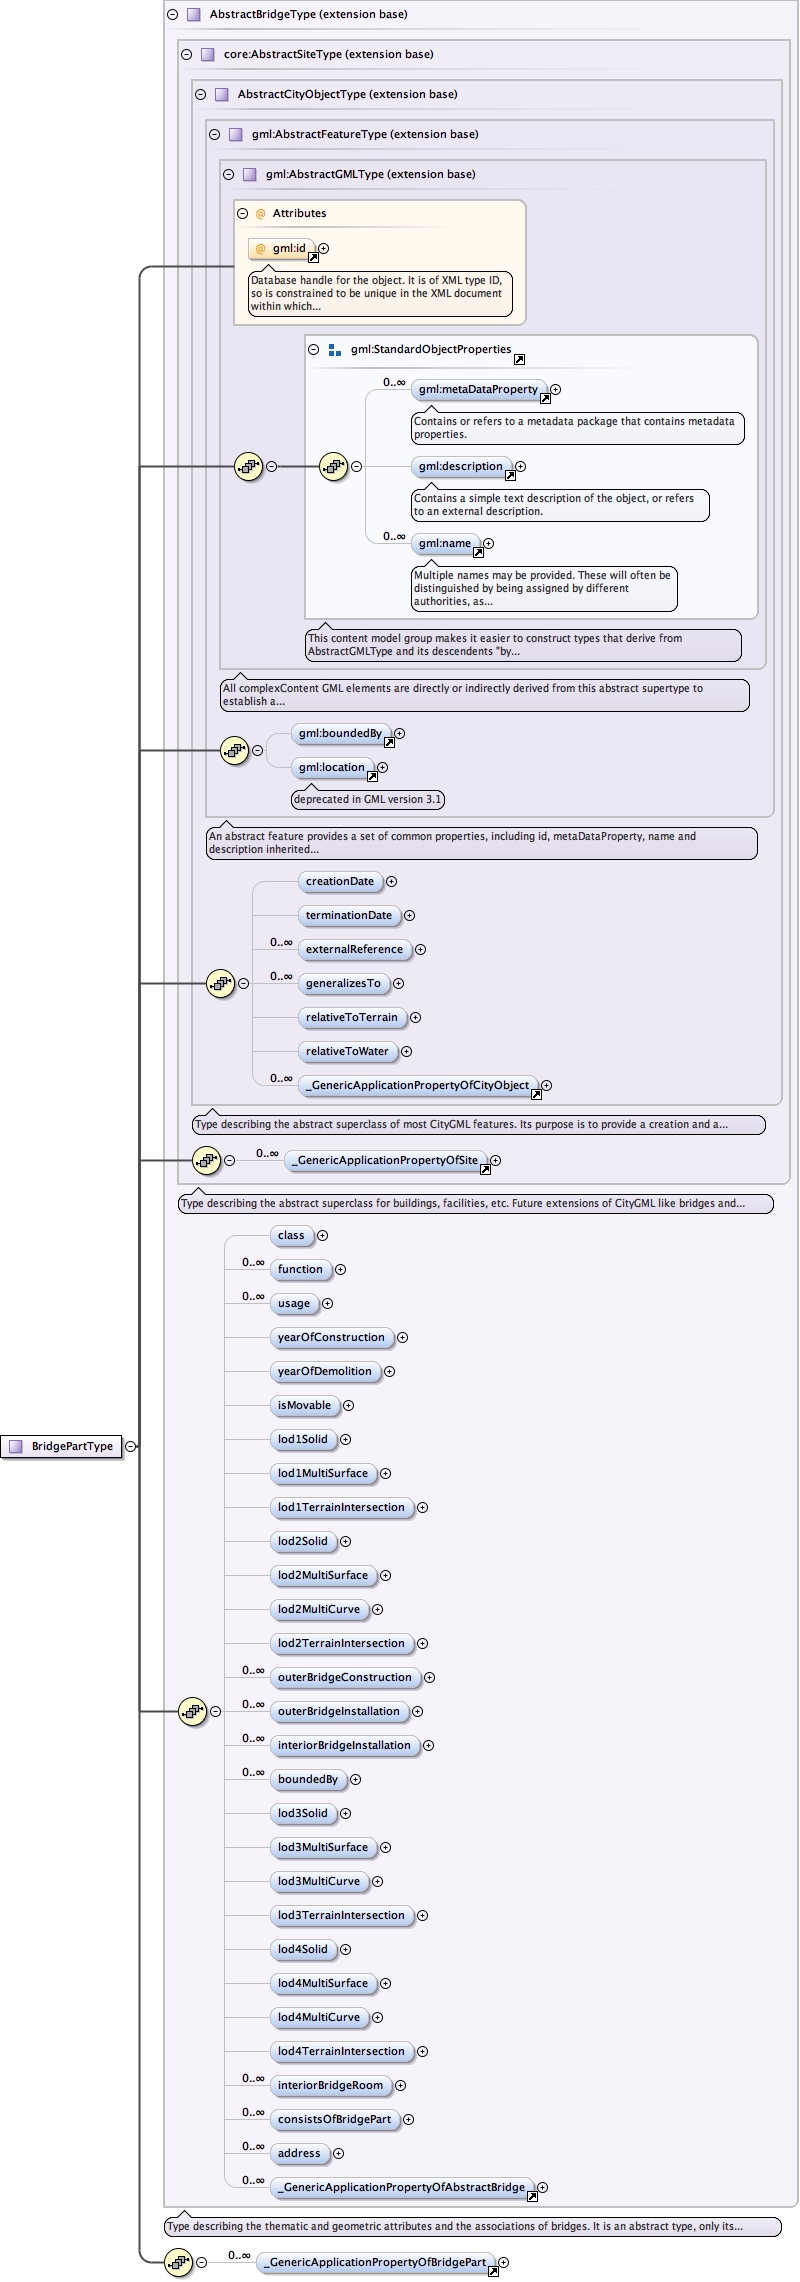 AbstractBridgeType (extension base)
core:AbstractSiteType (extension base)
AbstractCityObjectType (extension base)
gml:AbstractFeatureType (extension base)
gml:AbstractGMLType (extension base)
@ Attributes
@ gml:id
Database handle for the object. It is of XML type ID,
so is constrained to be unique in the XML document
within which...
gml:StandardObjectProperties
0..∞ gml:metaDataProperty
Contains or refers to a metadata package that contains metadata
properties.
gml:description
Contains a simple text description of the object, or refers
to an external description.
0..∞ gml:name
Multiple names may be provided. These will often be
distinguished by being assigned by different
authorities, as...
This content model group makes it easier to construct types that derive from
AbstractGMLType and its descendents "by...
All complexContent GML elements are directly or indirectly derived from this abstract supertype to
establish a...
gml:boundedBy
gml:location
deprecated in GML version 3.1
An abstract feature provides a set of common properties, including id, metaDataProperty, name and
description inherited...
creationDate
terminationDate
0..∞ externalReference
0..∞ generalizesTo
relativeToTerrain
relativeToWater
0..∞ _GenericApplicationPropertyOfCityObject
Type describing the abstract superclass of most CityGML features. Its purpose is to provide a creation and a...
0..∞ _GenericApplicationPropertyOfSite
Type describing the abstract superclass for buildings, facilities, etc. Future extensions of CityGML like bridges and...
class
0..∞ function
0..∞ usage
yearOfConstruction
yearOfDemolition
isMovable
BridgePartType
lod1Solid
lod1MultiSurface
lod1TerrainIntersection
lod2Solid
lod2MultiSurface
lod2MultiCurve
lod2TerrainIntersection
0..∞ outerBridgeConstruction
0..∞ outerBridgeInstallation
0..∞ interiorBridgeInstallation
0..∞ boundedBy
lod3Solid
lod3MultiSurface
lod3MultiCurve
lod3TerrainIntersection
lod4Solid
lod4MultiSurface
lod4MultiCurve
lod4TerrainIntersection
0..∞ interiorBridgeRoom
0..∞ consistsOfBridgePart
0..∞ address
0..∞ _GenericApplicationPropertyOfAbstractBridge
Type describing the thematic and geometric attributes and the associations of bridges. It is an abstract type, only its...
0..∞ _GenericApplicationPropertyOfBridgePart